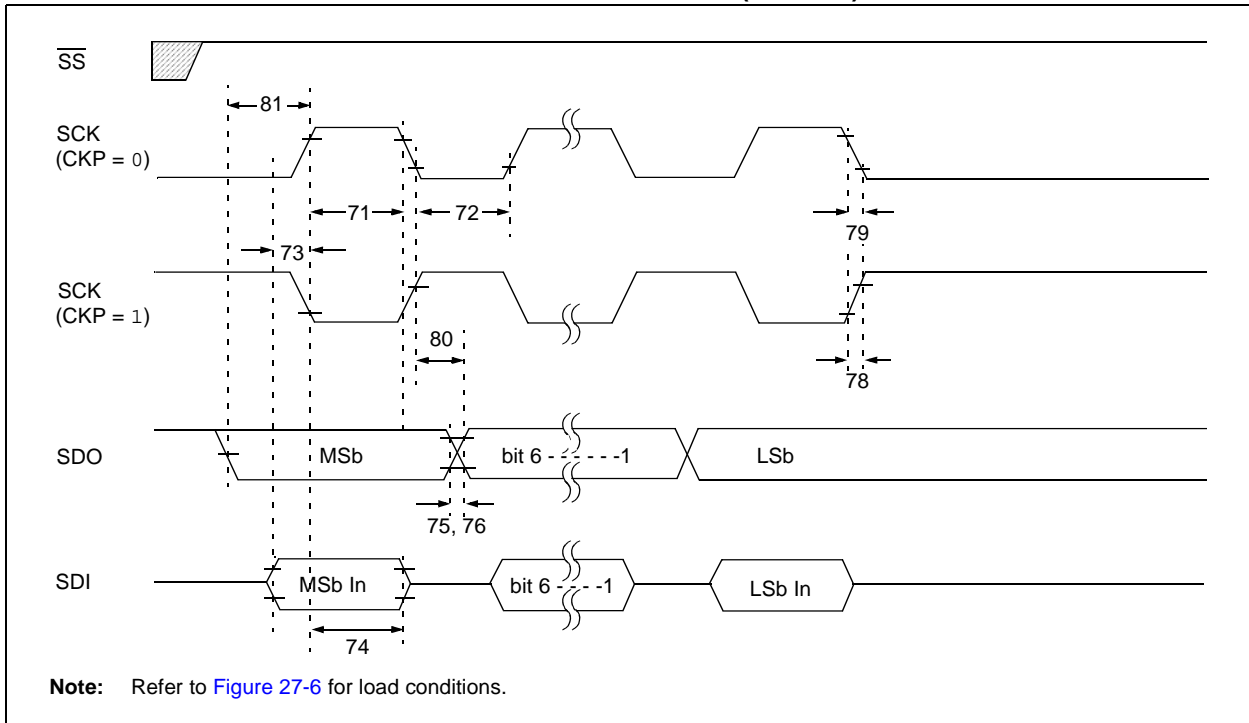 SS
81
SCK
(CKP = 0)
71
72
79
73
SCK
(CKP = 1)
80
78
SDO
MSb
bit 6 - - - - - - -1
LSb
75, 76
SDI
MSb In
bit 6 - - - - -1
LSb In
74
Note: Refer to Figure 27-6 for load conditions.